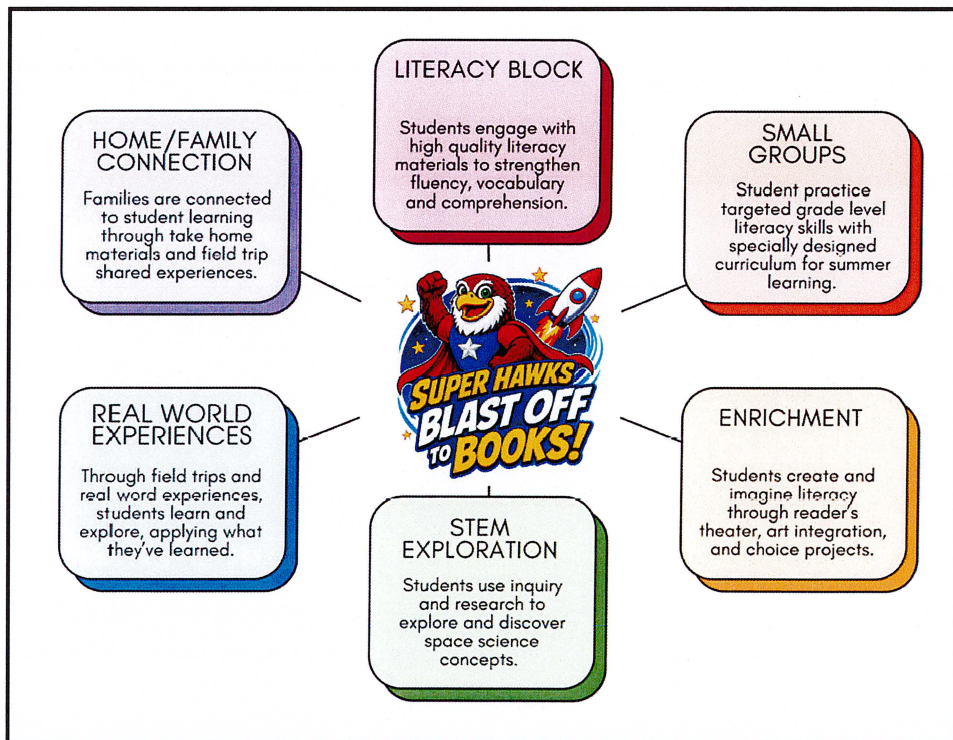 LITERACY BLOCK
Students engage with
high quality literacy
materials to strengthen
fluency, vocabulary
and comprehension.
HOME/FAMILY
CONNECTION
Families are connected
to student learning
through take home
materials and field trip
shared experiences.
SMALL
GROUPS
Student practice
targeted grade level
literacy skills with
specially designed
curriculum for summer
learning.
SUPER HAWKS
BLAST OFF
TO BOOKS!
REAL WORLD
EXPERIENCES
Through field trips and
real word experiences,
students learn and
explore, applying what
they've learned.
ENRICHMENT
Students create and
imagine literacy
through reader's
theater, art integration,
and choice projects.
STEM
EXPLORATION
Students use inquiry
and research to
explore and discover
space science
concepts.